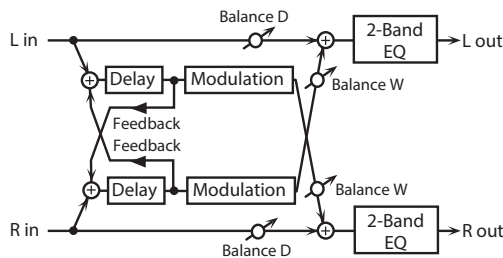 Balance D
L in
2-Band
EQ
L out
Delay
Modulation
Balance W
Feedback
Feedback
Delay
Modulation
Balance W
R in
2-Band
EQ
R out
Balance D